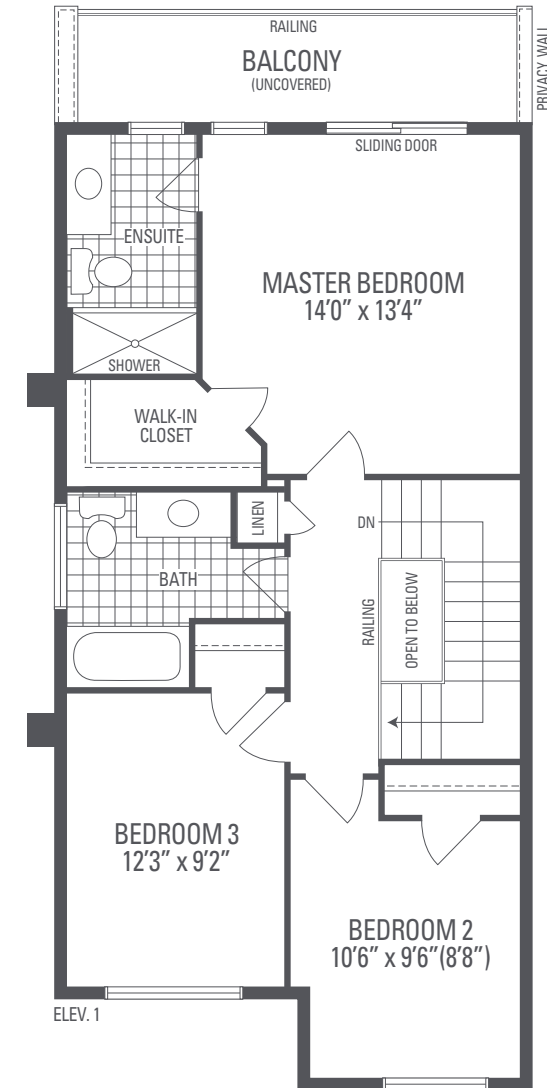 RAILING
BALCONY
(UNCOVERED)
PRIVACY WALL
SLIDING DOOR
ENSUITE
MASTER BEDROOM
14'0" x 13'4"
SHOWER
WALK-IN
CLOSET
LINEN
DN
BATH
RAILING
OPEN TO BELOW
BEDROOM 3
12'3" x 9'2"
BEDROOM 2
10'6" x 9'6"(8'8")
ELEV. 1